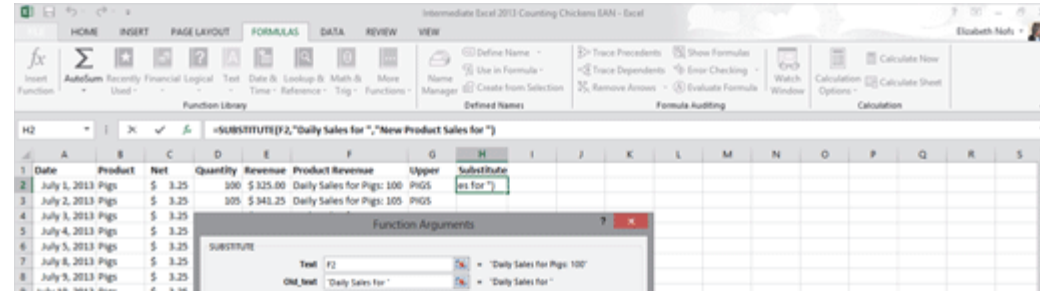 Intermediate Excel 2013 Counting Chickens EAN - Excel
HOME INSERT PAGE LAYOUT FORMULAS DATA REVIEW VIEW
Elizabeth Nofs
fx Σ ? A
Define Name Trace Precedents Show Formulas
Insert AutoSum Recently Financial Logical Text Date & Lookup & Math & More Name Use in Formula Trace Dependents Error Checking Watch Calculation Calculate Now
Function Used Time Reference Trig Functions Manager Create from Selection Remove Arrows Evaluate Formula Window Options Calculate Sheet
Function Library Defined Names Formula Auditing Calculation
H2 fx =SUBSTITUTE(F2,"Daily Sales for ","New Product Sales for ")
A B C D E F G H I J K L M N O P Q R S
1 Date Product Net Quantity Revenue Product Revenue Upper Substitute
2 July 1, 2013 Pigs $ 3.25 100 $ 325.00 Daily Sales for Pigs: 100 PIGS es for ")
3 July 2, 2013 Pigs $ 3.25 105 $ 341.25 Daily Sales for Pigs: 105 PIGS
4 July 3, 2013 Pigs $ 3.25
5 July 4, 2013 Pigs $ 3.25
6 July 5, 2013 Pigs $ 3.25
7 July 8, 2013 Pigs $ 3.25
8 July 9, 2013 Pigs $ 3.25
Function Arguments ? ×
SUBSTITUTE
Text F2 = "Daily Sales for Pigs: 100"
Old_text "Daily Sales for " = "Daily Sales for "